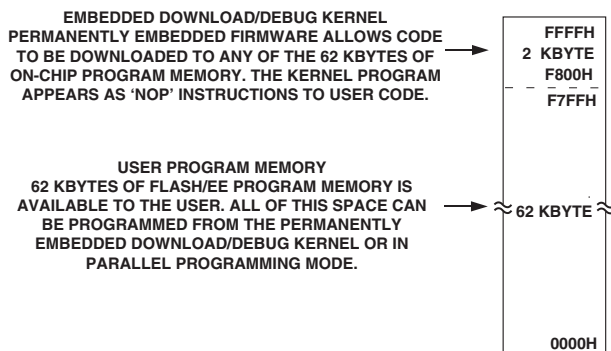 EMBEDDED DOWNLOAD/DEBUG KERNEL
PERMANENTLY EMBEDDED FIRMWARE ALLOWS CODE
TO BE DOWNLOADED TO ANY OF THE 62 KBYTES OF
ON-CHIP PROGRAM MEMORY. THE KERNEL PROGRAM
APPEARS AS ‘NOP’ INSTRUCTIONS TO USER CODE.
FFFFH
2 KBYTE
F800H
F7FFH
USER PROGRAM MEMORY
62 KBYTES OF FLASH/EE PROGRAM MEMORY IS
AVAILABLE TO THE USER. ALL OF THIS SPACE CAN
BE PROGRAMMED FROM THE PERMANENTLY
EMBEDDED DOWNLOAD/DEBUG KERNEL OR IN
PARALLEL PROGRAMMING MODE.
62 KBYTE
0000H